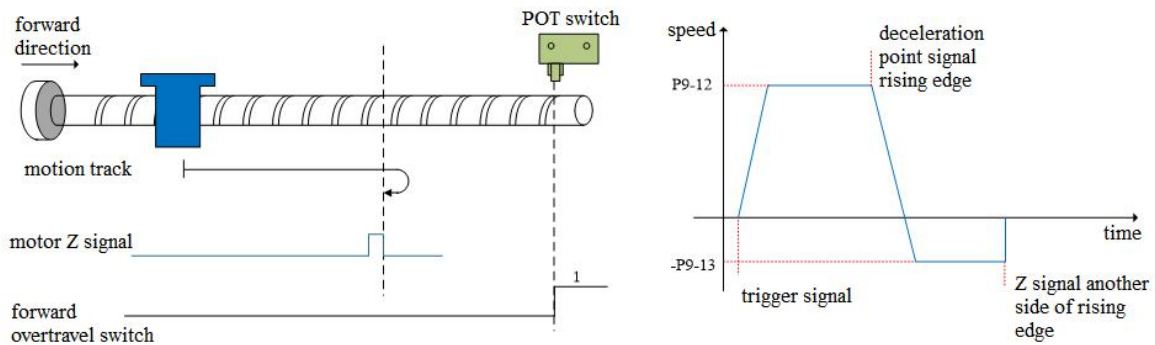 forward
direction
POT switch
motion track
motor Z signal
1
forward
overtravel switch
speed
deceleration
point signal
rising edge
P9-12
time
-P9-13
trigger signal
Z signal another
side of rising
edge